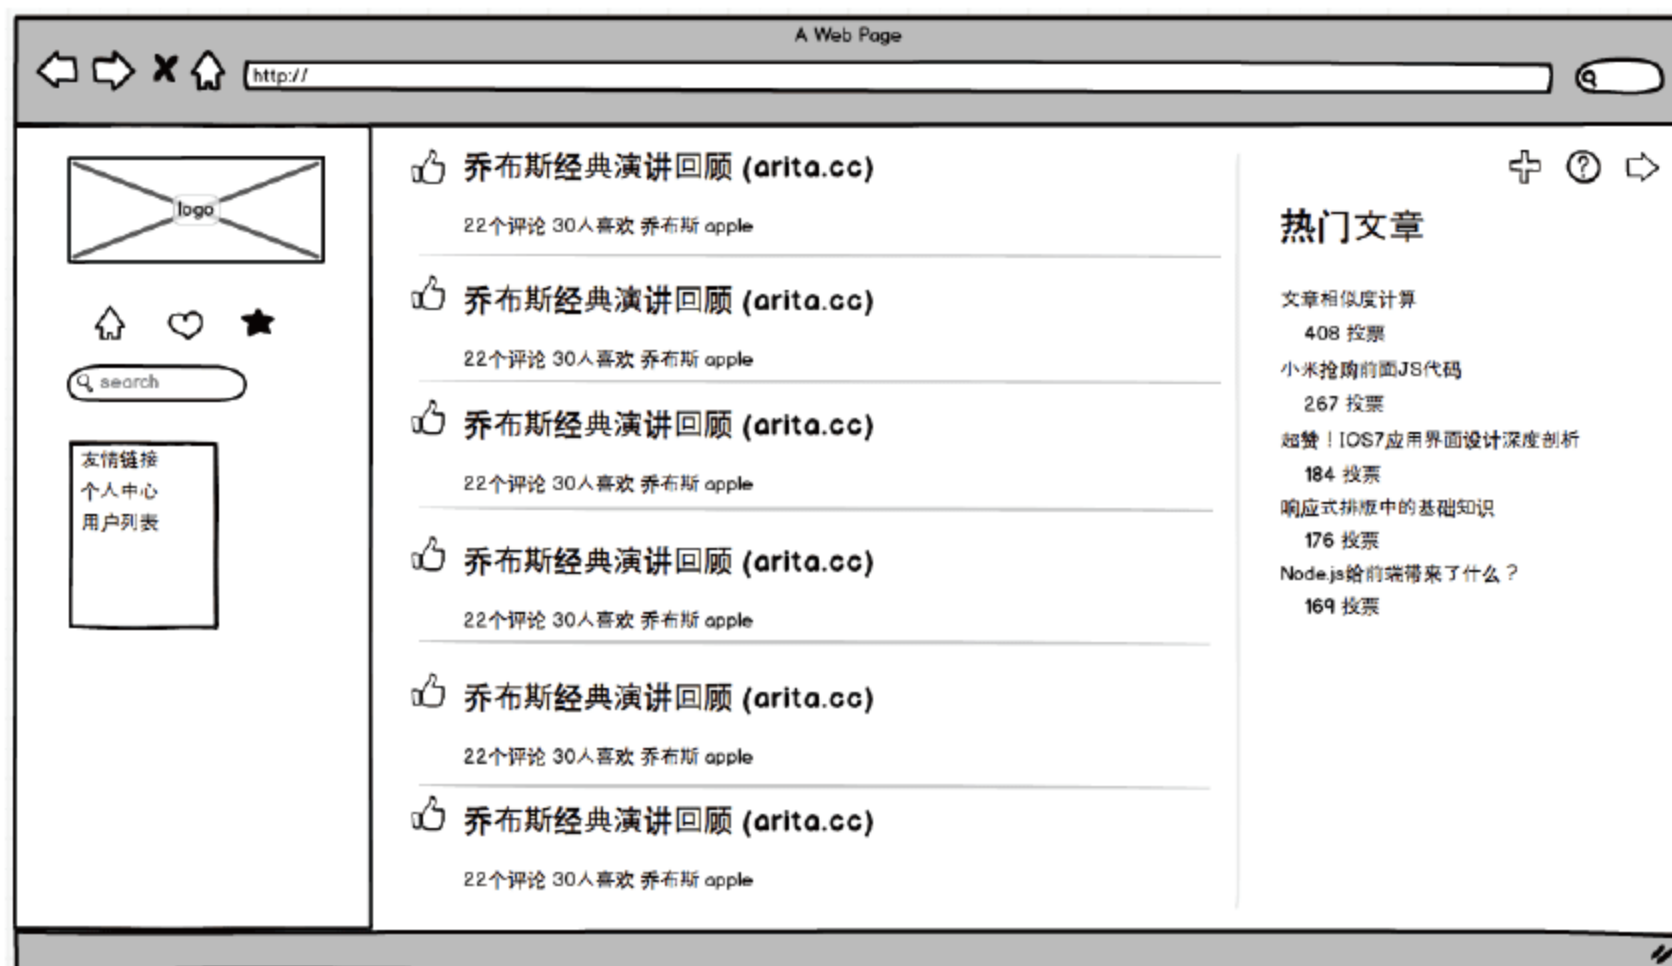 A Web Page
http://
logo
search
友情链接
个人中心
用户列表
乔布斯经典演讲回顾 (arita.cc)
22个评论 30人喜欢 乔布斯 apple
乔布斯经典演讲回顾 (arita.cc)
22个评论 30人喜欢 乔布斯 apple
乔布斯经典演讲回顾 (arita.cc)
22个评论 30人喜欢 乔布斯 apple
乔布斯经典演讲回顾 (arita.cc)
22个评论 30人喜欢 乔布斯 apple
乔布斯经典演讲回顾 (arita.cc)
22个评论 30人喜欢 乔布斯 apple
乔布斯经典演讲回顾 (arita.cc)
22个评论 30人喜欢 乔布斯 apple
热门文章
文章相似度计算
408 投票
小米抢购前面JS代码
267 投票
超赞！IOS7应用界面设计深度剖析
184 投票
响应式排版中的基础知识
176 投票
Node.js给前端带来了什么？
169 投票